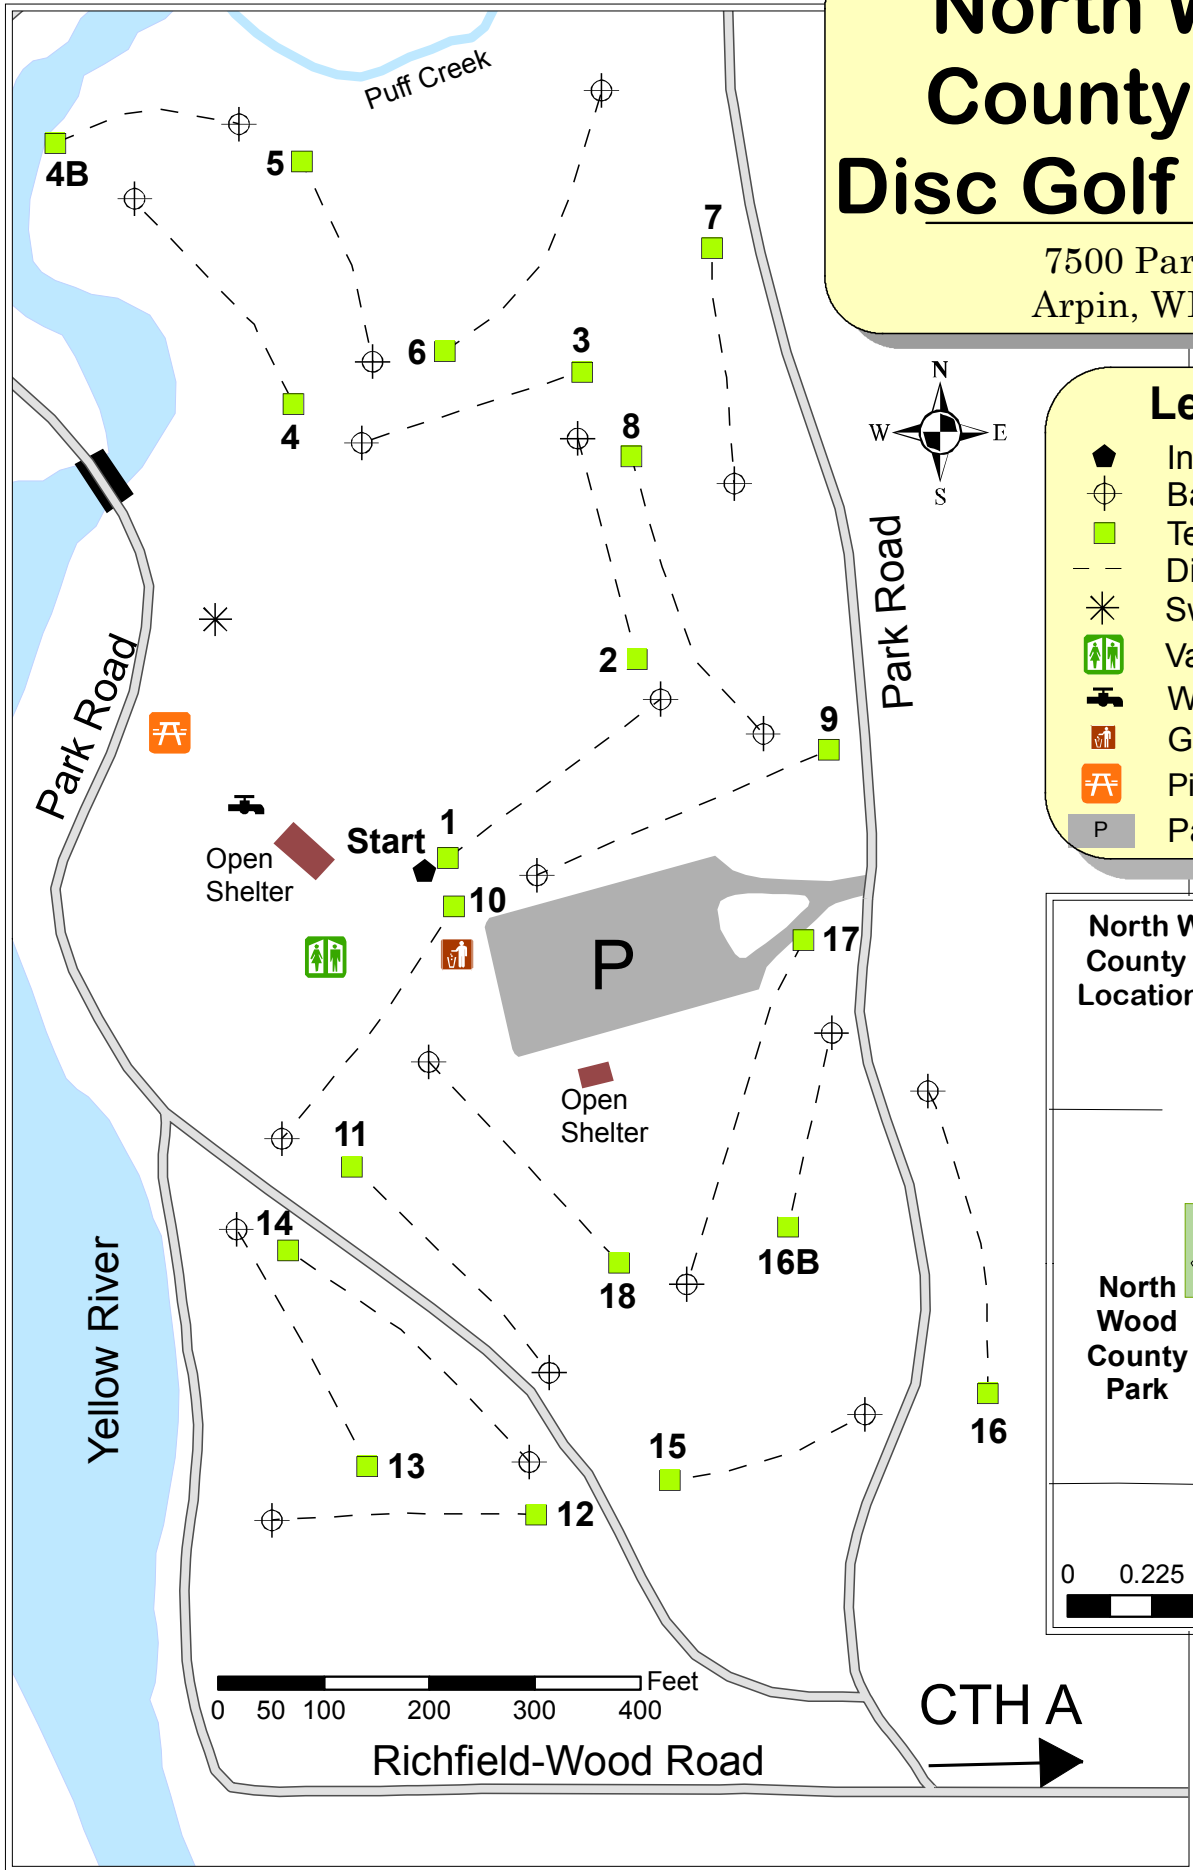 North W
County
Disc Golf
7500 Par
Arpin, WI
Puff Creek
4B
5
7
6
3
4
8
N
W
E
S
Le
In
Ba
Te
Di
Sw
Va
W
G
Pi
P
Pa
Park Road
Park Road
2
9
1
Start
Open
Shelter
10
P
17
North W
County
Location
Open
Shelter
11
14
16B
18
Yellow River
North
Wood
County
Park
16
15
13
12
0 0.225
Feet
0 50 100 200 300 400
CTH A
Richfield-Wood Road